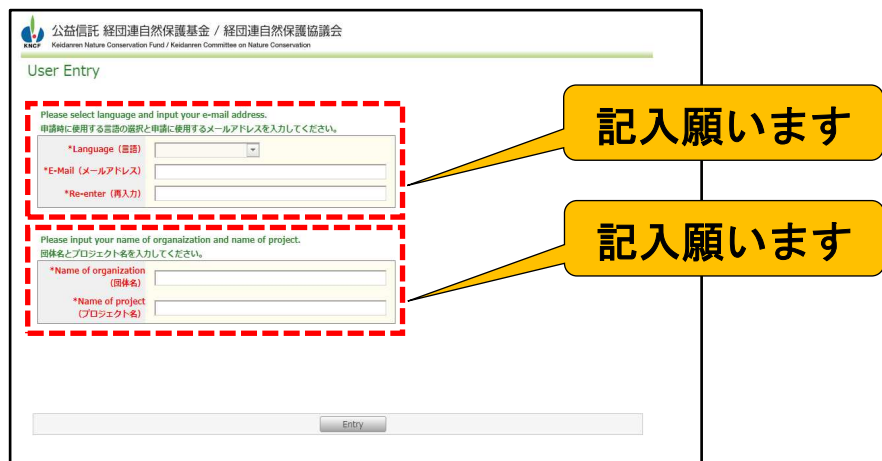 公益信託 経団連自然保護基金 / 経団連自然保護協議会
KNCF Keidanren Nature Conservation Fund / Keidanren Committee on Nature Conservation
User Entry
Please select language and input your e-mail address.
申請時に使用する言語の選択と申請に使用するメールアドレスを入力してください。
*Language (言語)
*E-Mail (メールアドレス)
*Re-enter (再入力)
記入願います
Please input your name of organaization and name of project.
団体名とプロジェクト名を入力してください。
*Name of organization
(団体名)
*Name of project
(プロジェクト名)
記入願います
Entry